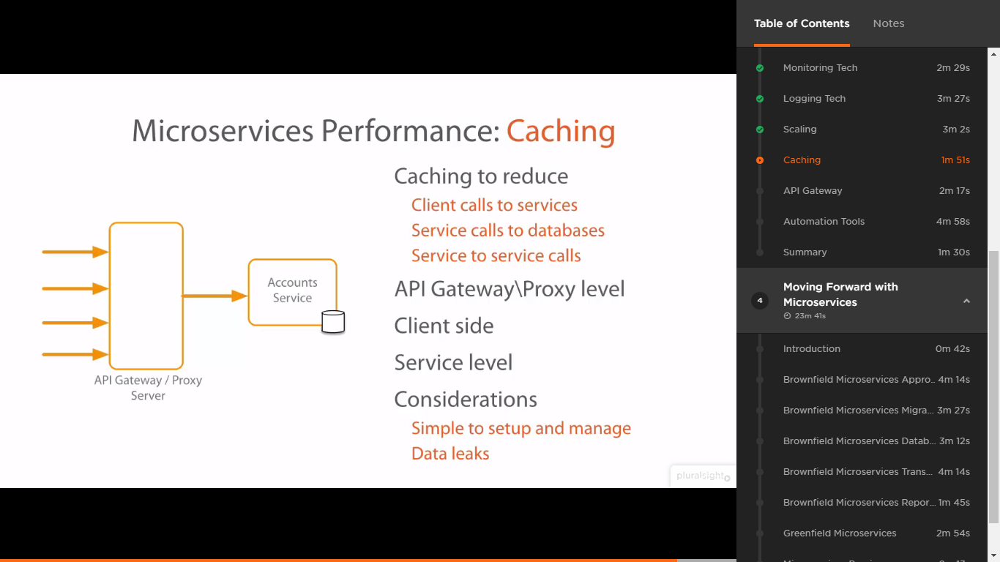 Microservices Performance: Caching
Caching to reduce
Client calls to services
Service calls to databases
Service to service calls
API Gateway\Proxy level
Client side
Service level
Considerations
Simple to setup and manage
Data leaks
Accounts
Service
API Gateway / Proxy
Server
pluralsight
Table of Contents
Notes
Monitoring Tech 2m 29s
Logging Tech 3m 27s
Scaling 3m 2s
Caching 1m 51s
API Gateway 2m 17s
Automation Tools 4m 58s
Summary 1m 30s
4
Moving Forward with
Microservices
23m 41s
Introduction 0m 42s
Brownfield Microservices Appro.. 4m 14s
Brownfield Microservices Migra... 3m 27s
Brownfield Microservices Datab... 3m 12s
Brownfield Microservices Trans... 4m 14s
Brownfield Microservices Repor... 1m 45s
Greenfield Microservices 2m 54s